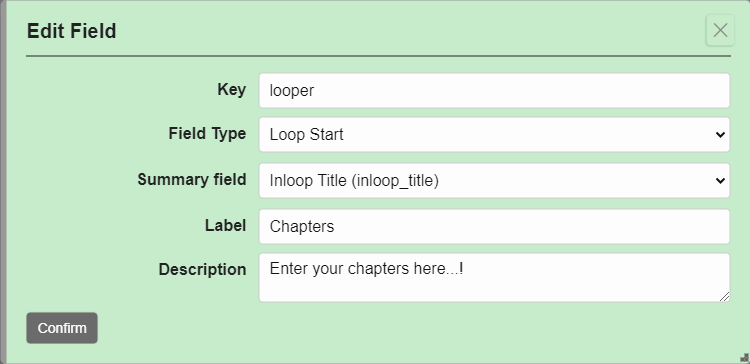 Edit Field
Key looper
Field Type Loop Start
Summary field Inloop Title (inloop_title)
Label Chapters
Description Enter your chapters here...!
Confirm